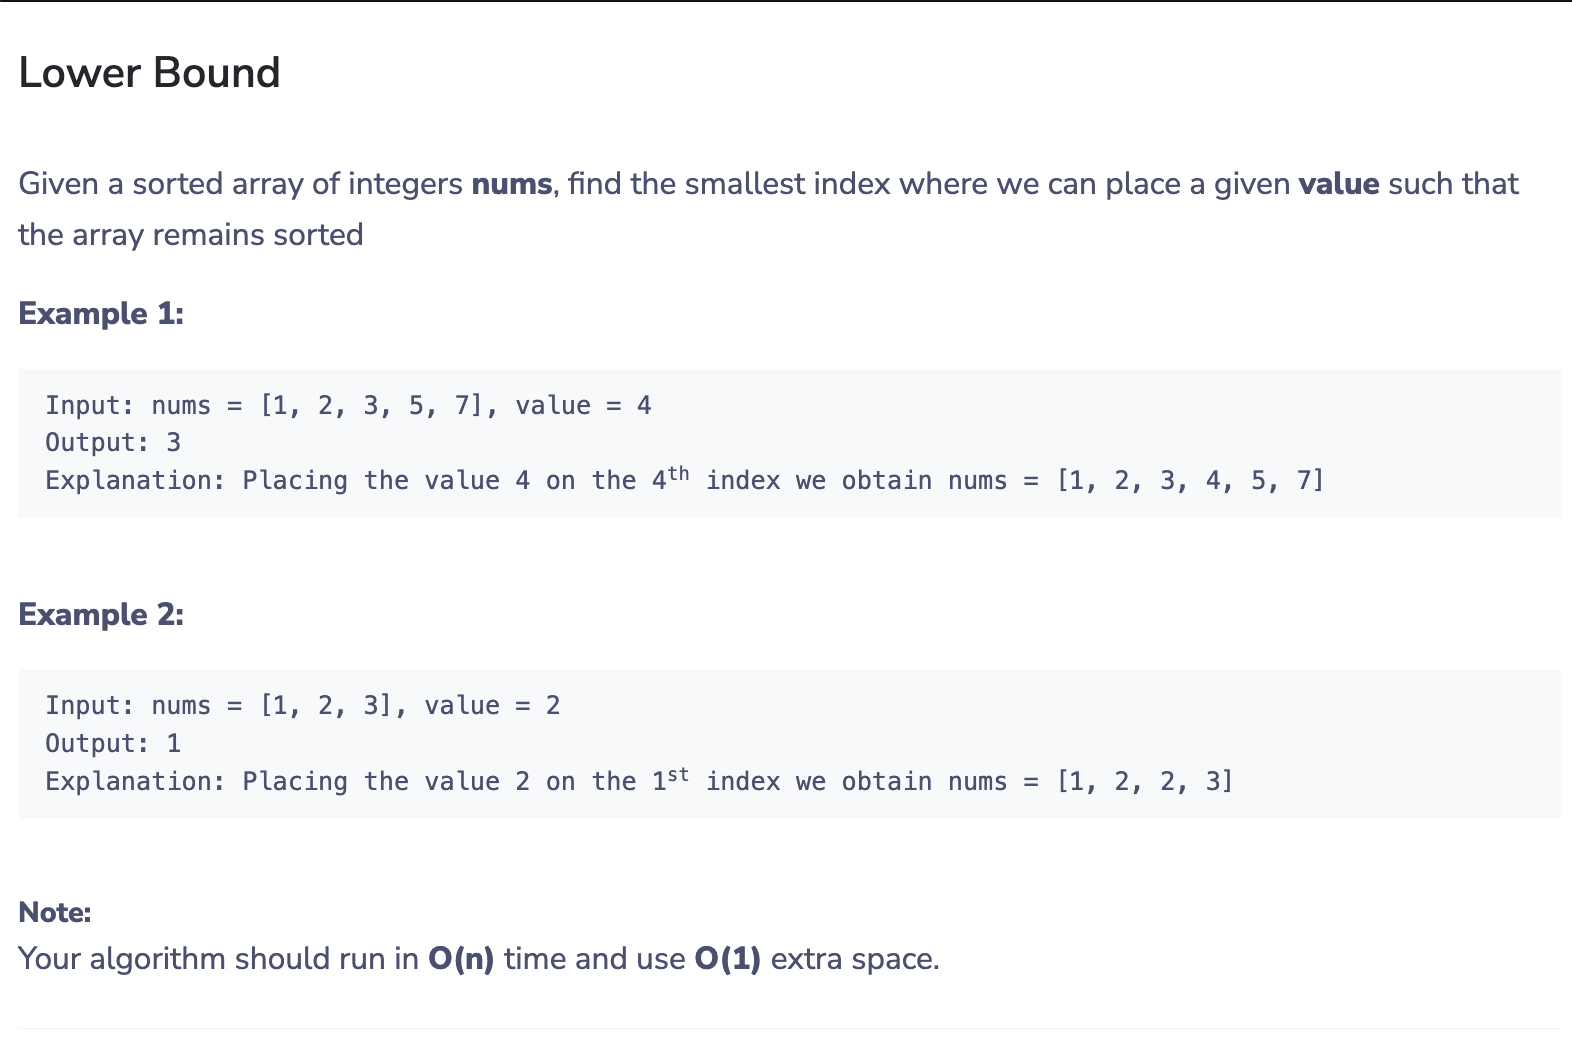 Lower Bound
Given a sorted array of integers nums, find the smallest index where we can place a given value such that
the array remains sorted
Example 1:
Input: nums = [1, 2, 3, 5, 7], value = 4
Output: 3
Explanation: Placing the value 4 on the 4th index we obtain nums = [1, 2, 3, 4, 5, 7]
Example 2:
Input: nums = [1, 2, 3], value = 2
Output: 1
Explanation: Placing the value 2 on the 1st index we obtain nums = [1, 2, 2, 3]
Note:
Your algorithm should run in O(n) time and use O(1) extra space.